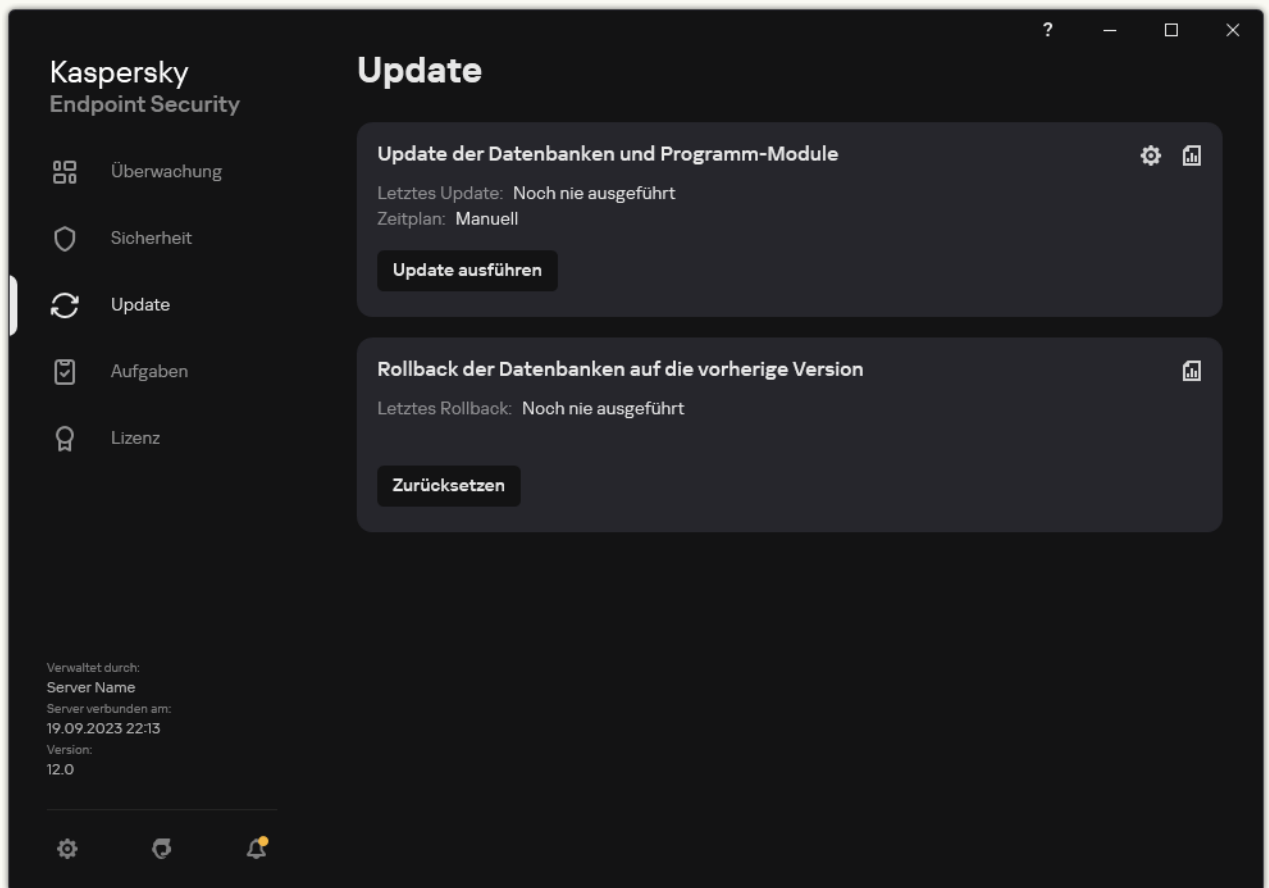 ?
Kaspersky
Endpoint Security
Überwachung
Sicherheit
Update
Aufgaben
Lizenz
Verwaltet durch:
Server Name
Server verbunden am:
19.09.2023 22:13
Version:
12.0
Update
Update der Datenbanken und Programm-Module
Letztes Update: Noch nie ausgeführt
Zeitplan: Manuell
Update ausführen
Rollback der Datenbanken auf die vorherige Version
Letztes Rollback: Noch nie ausgeführt
Zurücksetzen